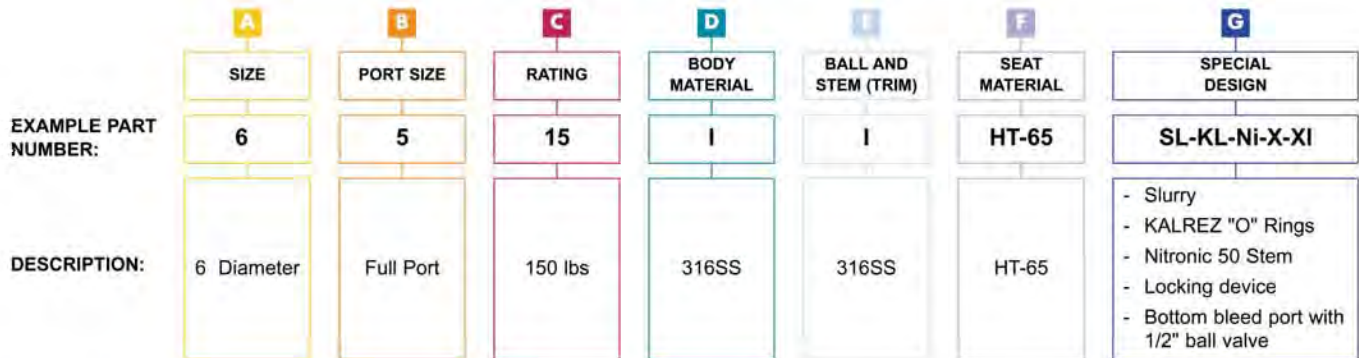 A B C D E F G
SIZE PORT SIZE RATING BODY MATERIAL BALL AND STEM (TRIM) SEAT MATERIAL SPECIAL DESIGN
EXAMPLE PART NUMBER: 6 5 15 I I HT-65 SL-KL-Ni-X-XI
DESCRIPTION: 6 Diameter Full Port 150 lbs 316SS 316SS HT-65
- Slurry
- KALREZ "O" Rings
- Nitronic 50 Stem
- Locking device
- Bottom bleed port with
1/2" ball valve